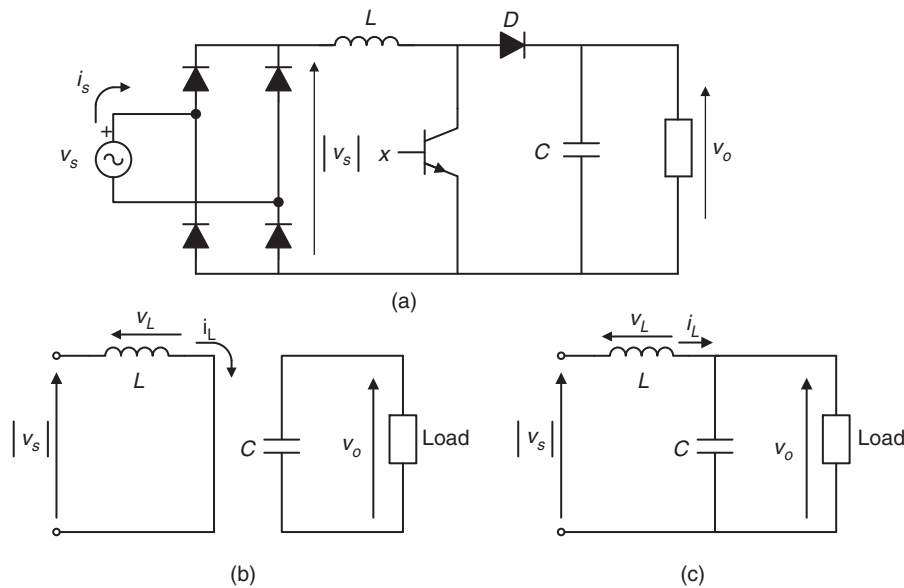 L
D
i_s
+
v_s
|v_s|
x
C
v_o
(a)
v_L
i_L
L
|v_s|
C
v_o
Load
(b)
v_L
i_L
L
|v_s|
C
v_o
Load
(c)